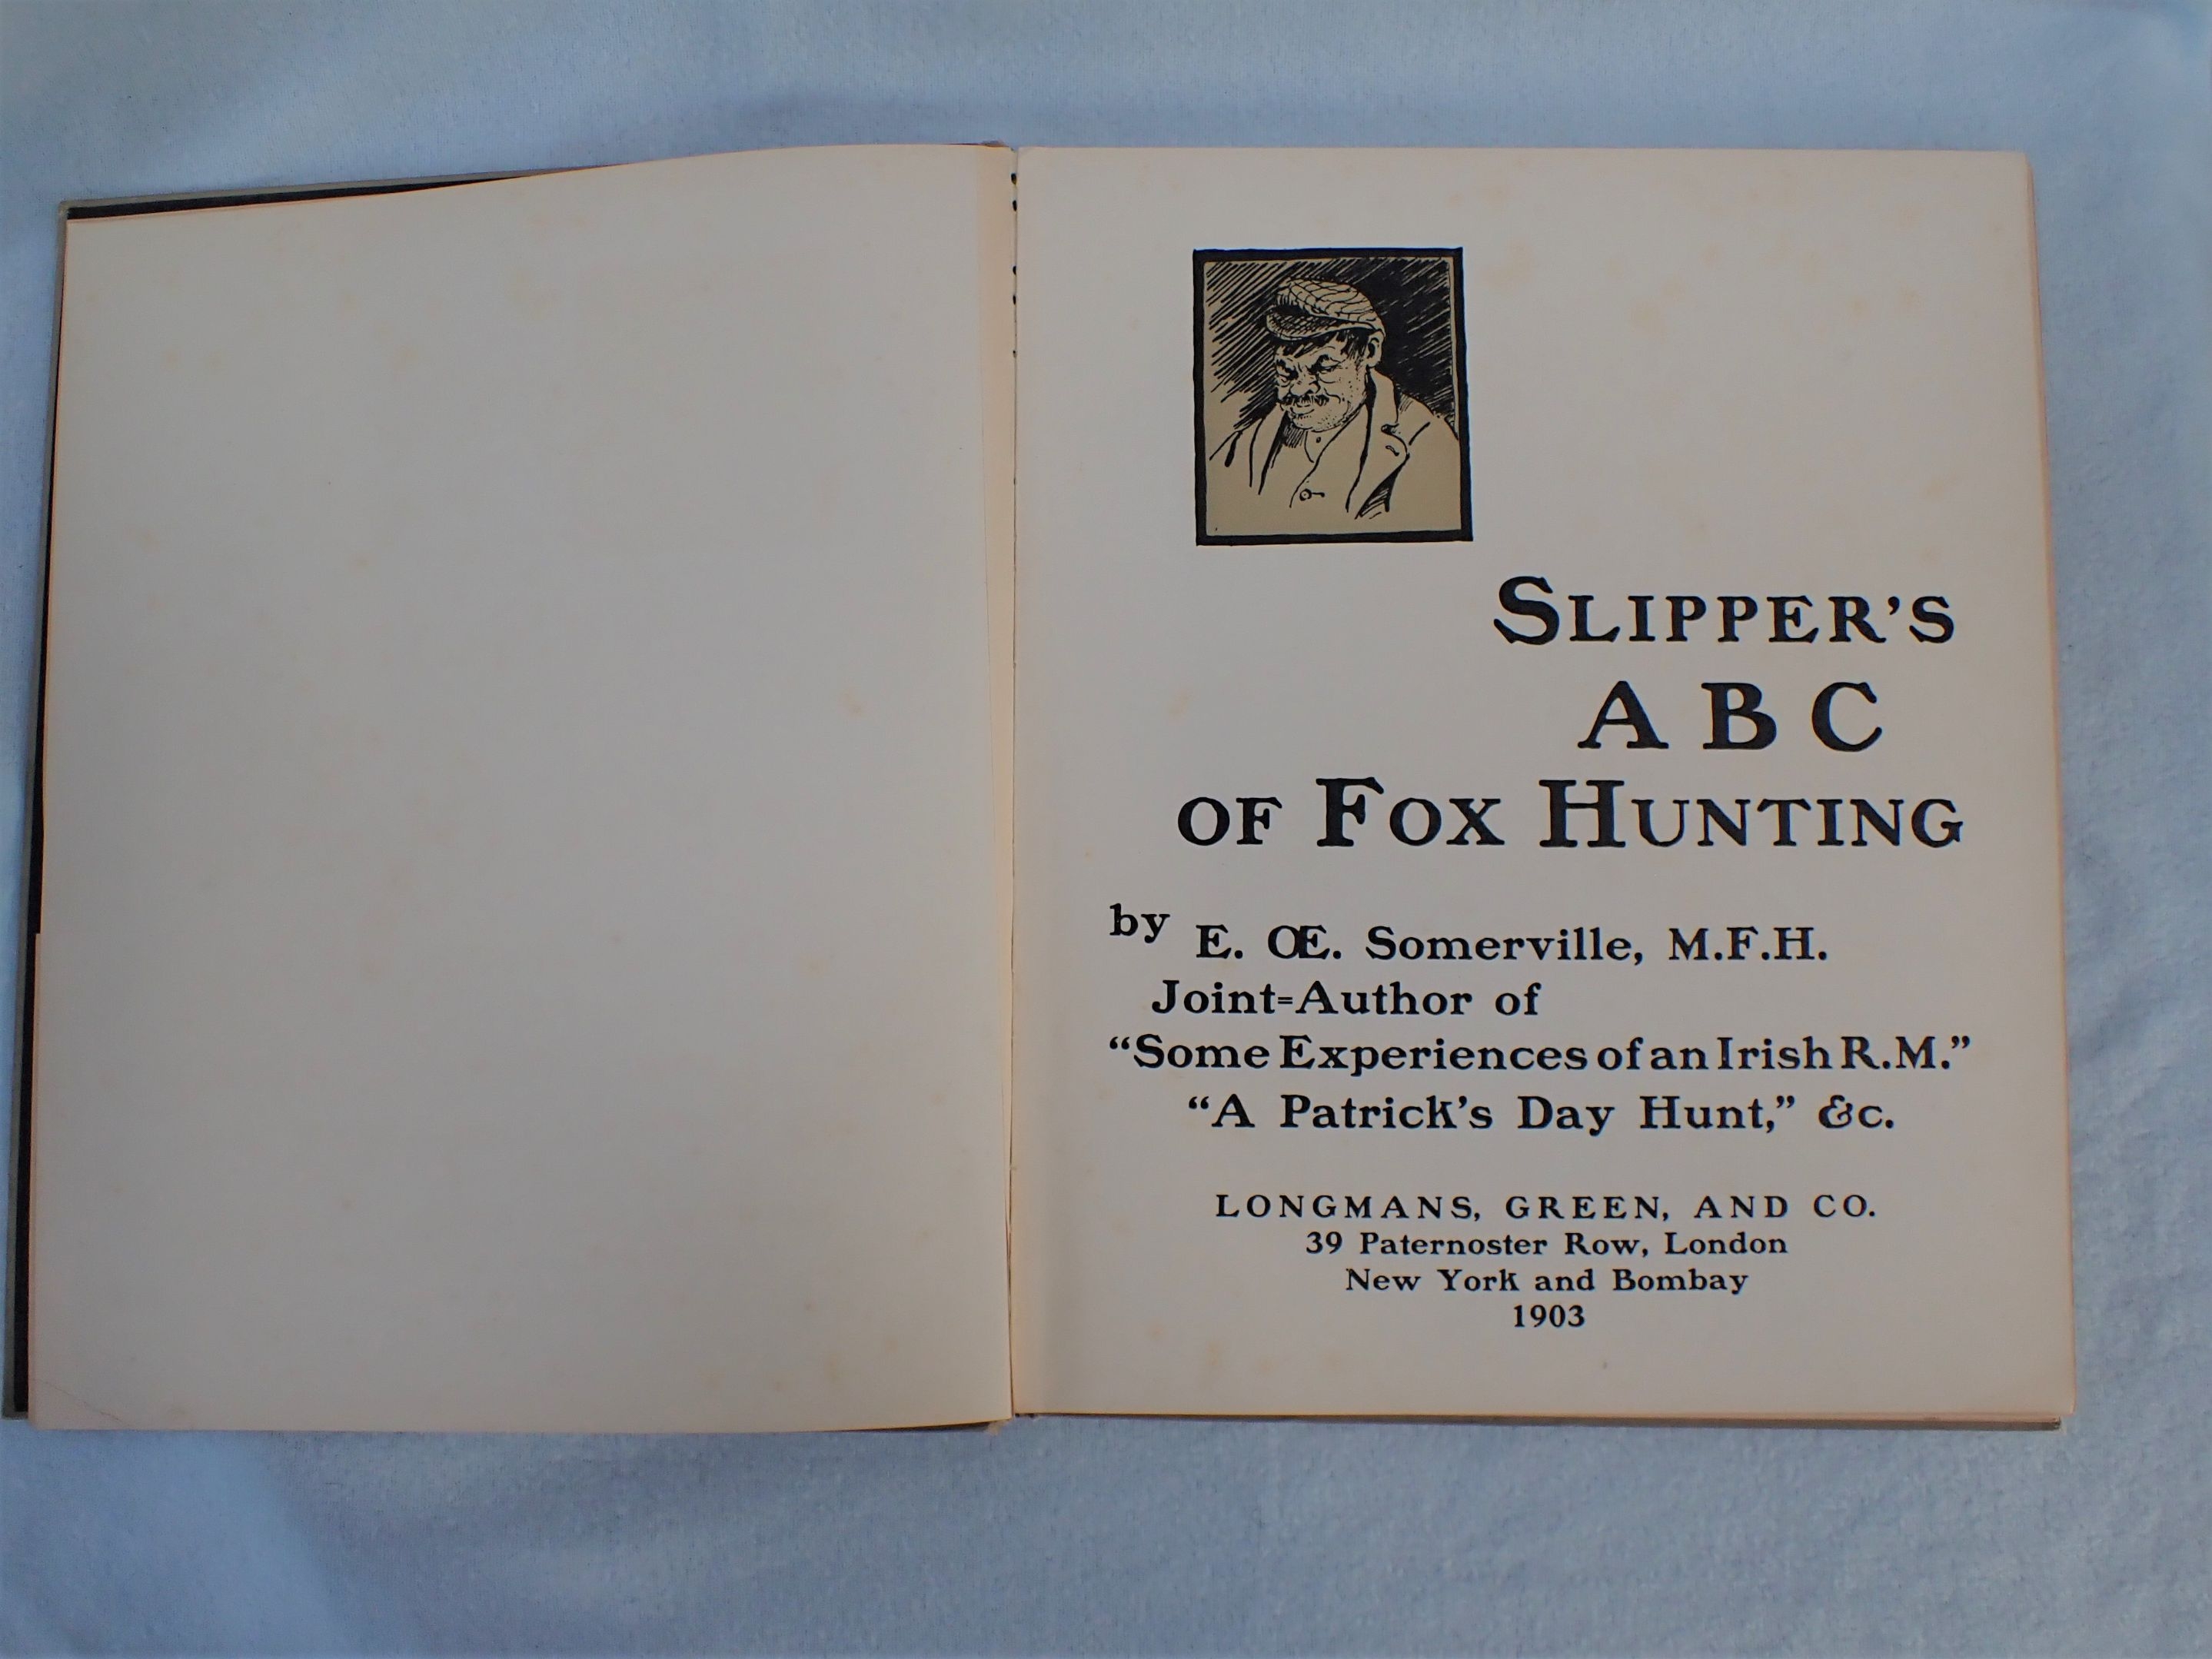 SLIPPER'S
A B C
OF FOX HUNTING
by E. Œ. Somerville, M.F.H.
Joint=Author of
“Some Experiences of an Irish R.M.”
“A Patrick's Day Hunt,” &c.
LONGMANS, GREEN, AND CO.
39 Paternoster Row, London
New York and Bombay
1903